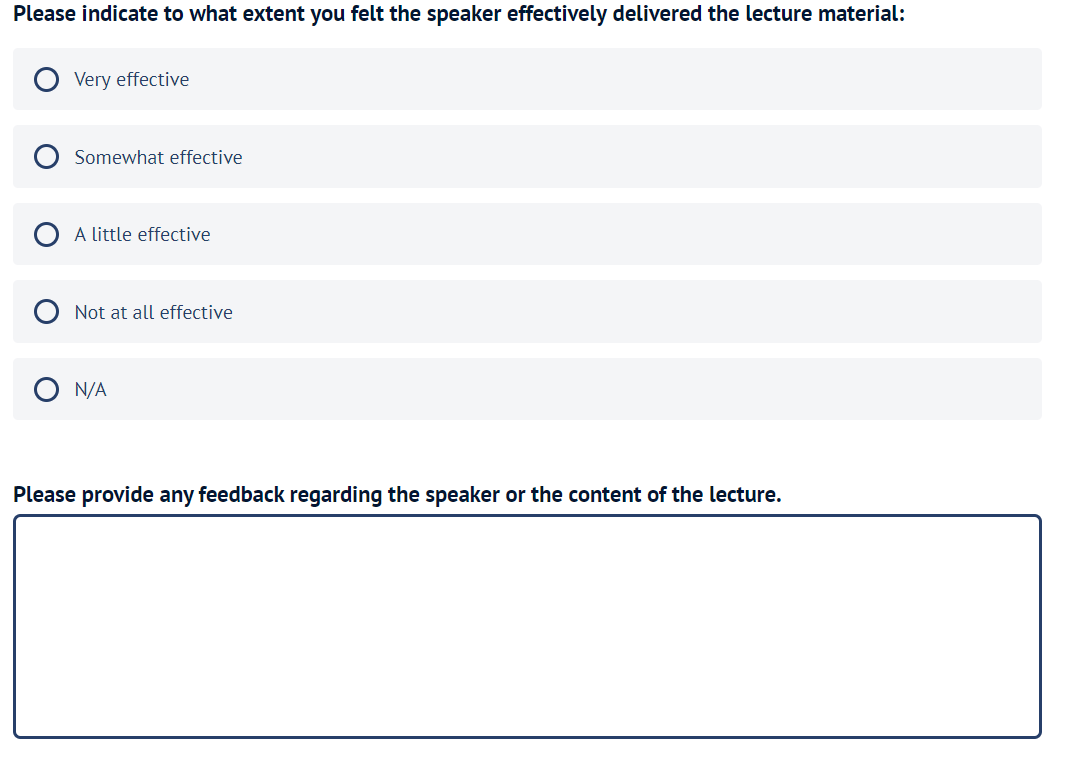 Please indicate to what extent you felt the speaker effectively delivered the lecture material:
Very effective
Somewhat effective
A little effective
Not at all effective
N/A
Please provide any feedback regarding the speaker or the content of the lecture.